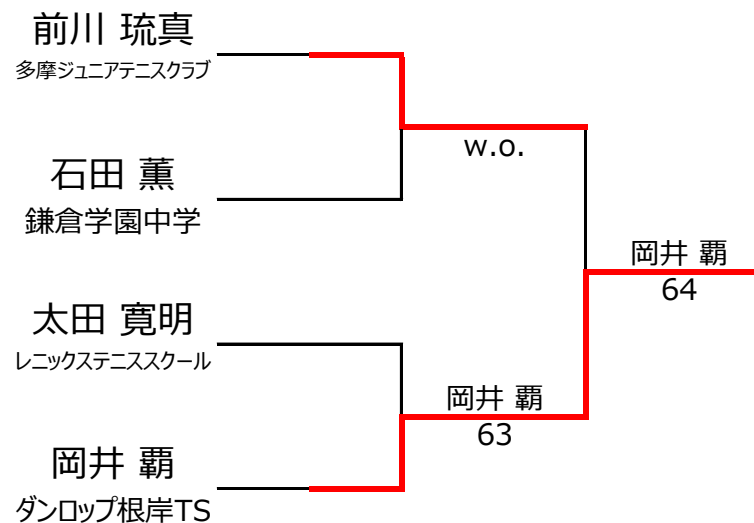 前川 琉真
多摩ジュニアテニスクラブ
w.o.
石田 薫
鎌倉学園中学
岡井 覇
64
太田 寛明
レニックステニススクール
岡井 覇
63
岡井 覇
ダンロップ根岸TS